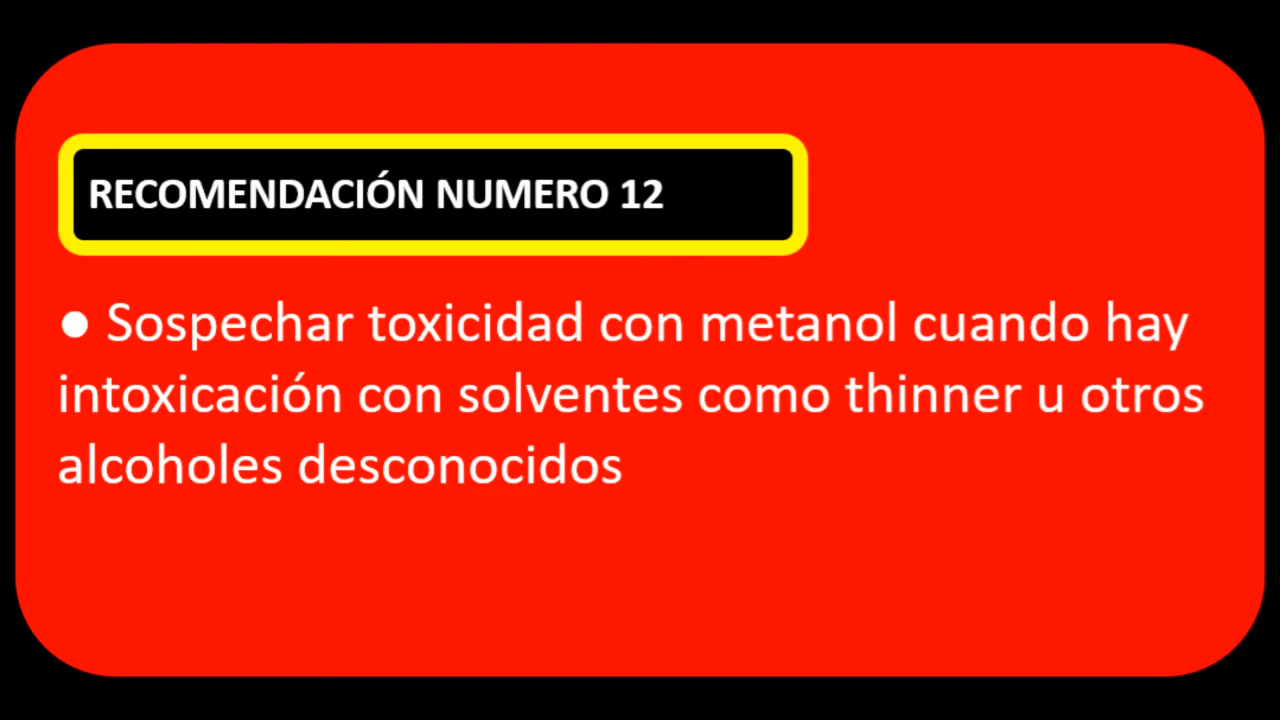 RECOMENDACIÓN NUMERO 12
● Sospechar toxicidad con metanol cuando hay
intoxicación con solventes como thinner u otros
alcoholes desconocidos